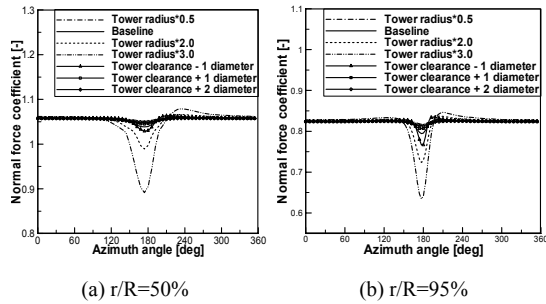 Tower radius*0.5
Baseline
Tower radius*2.0
Tower radius*3.0
Tower clearance - 1 diameter
Tower clearance + 1 diameter
Tower clearance + 2 diameter
Normal force coefficient [-]
1.3
1.2
1.1
1
0.9
0.8
0 60 120 180 240 300 360
Azimuth angle [deg]
(a) r/R=50%
Tower radius*0.5
Baseline
Tower radius*2.0
Tower radius*3.0
Tower clearance - 1 diameter
Tower clearance + 1 diameter
Tower clearance + 2 diameter
Normal force coefficient [-]
1.1
1
0.9
0.8
0.7
0.6
0 60 120 180 240 300 360
Azimuth angle [deg]
(b) r/R=95%